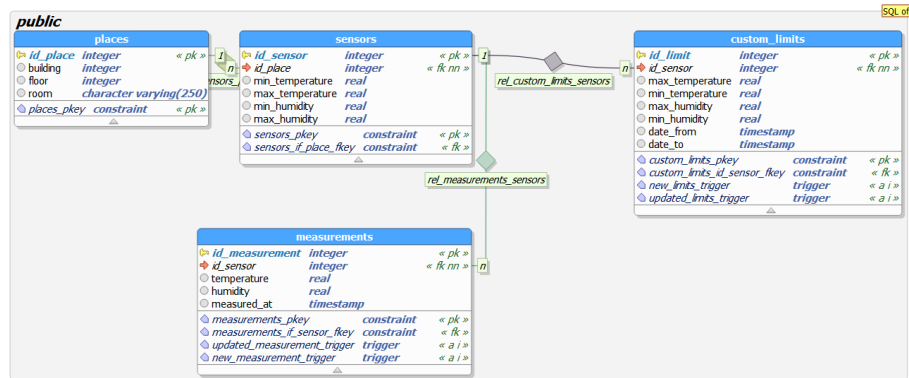 SQL of
public
places
id_place integer « pk »
building integer
floor integer
room character varying(250)
places_pkey constraint « pk »
1
n
sensors
id_sensor integer « pk »
id_place integer « fk nn »
min_temperature real
max_temperature real
min_humidity real
max_humidity real
sensors_pkey constraint « pk »
sensors_if_place_fkey constraint « fk »
1
rel_custom_limits_sensors
n
custom_limits
id_limit integer « pk »
id_sensor integer « fk nn »
max_temperature real
min_temperature real
max_humidity real
min_humidity real
date_from timestamp
date_to timestamp
custom_limits_pkey constraint « pk »
custom_limits_id_sensor_fkey constraint « fk »
new_limits_trigger trigger « a i »
updated_limits_trigger trigger « a i »
rel_measurements_sensors
measurements
id_measurement integer « pk »
id_sensor integer « fk nn »
n
temperature real
humidity real
measured_at timestamp
measurements_pkey constraint « pk »
measurements_if_sensor_fkey constraint « fk »
updated_measurement_trigger trigger « a i »
new_measurement_trigger trigger « a i »